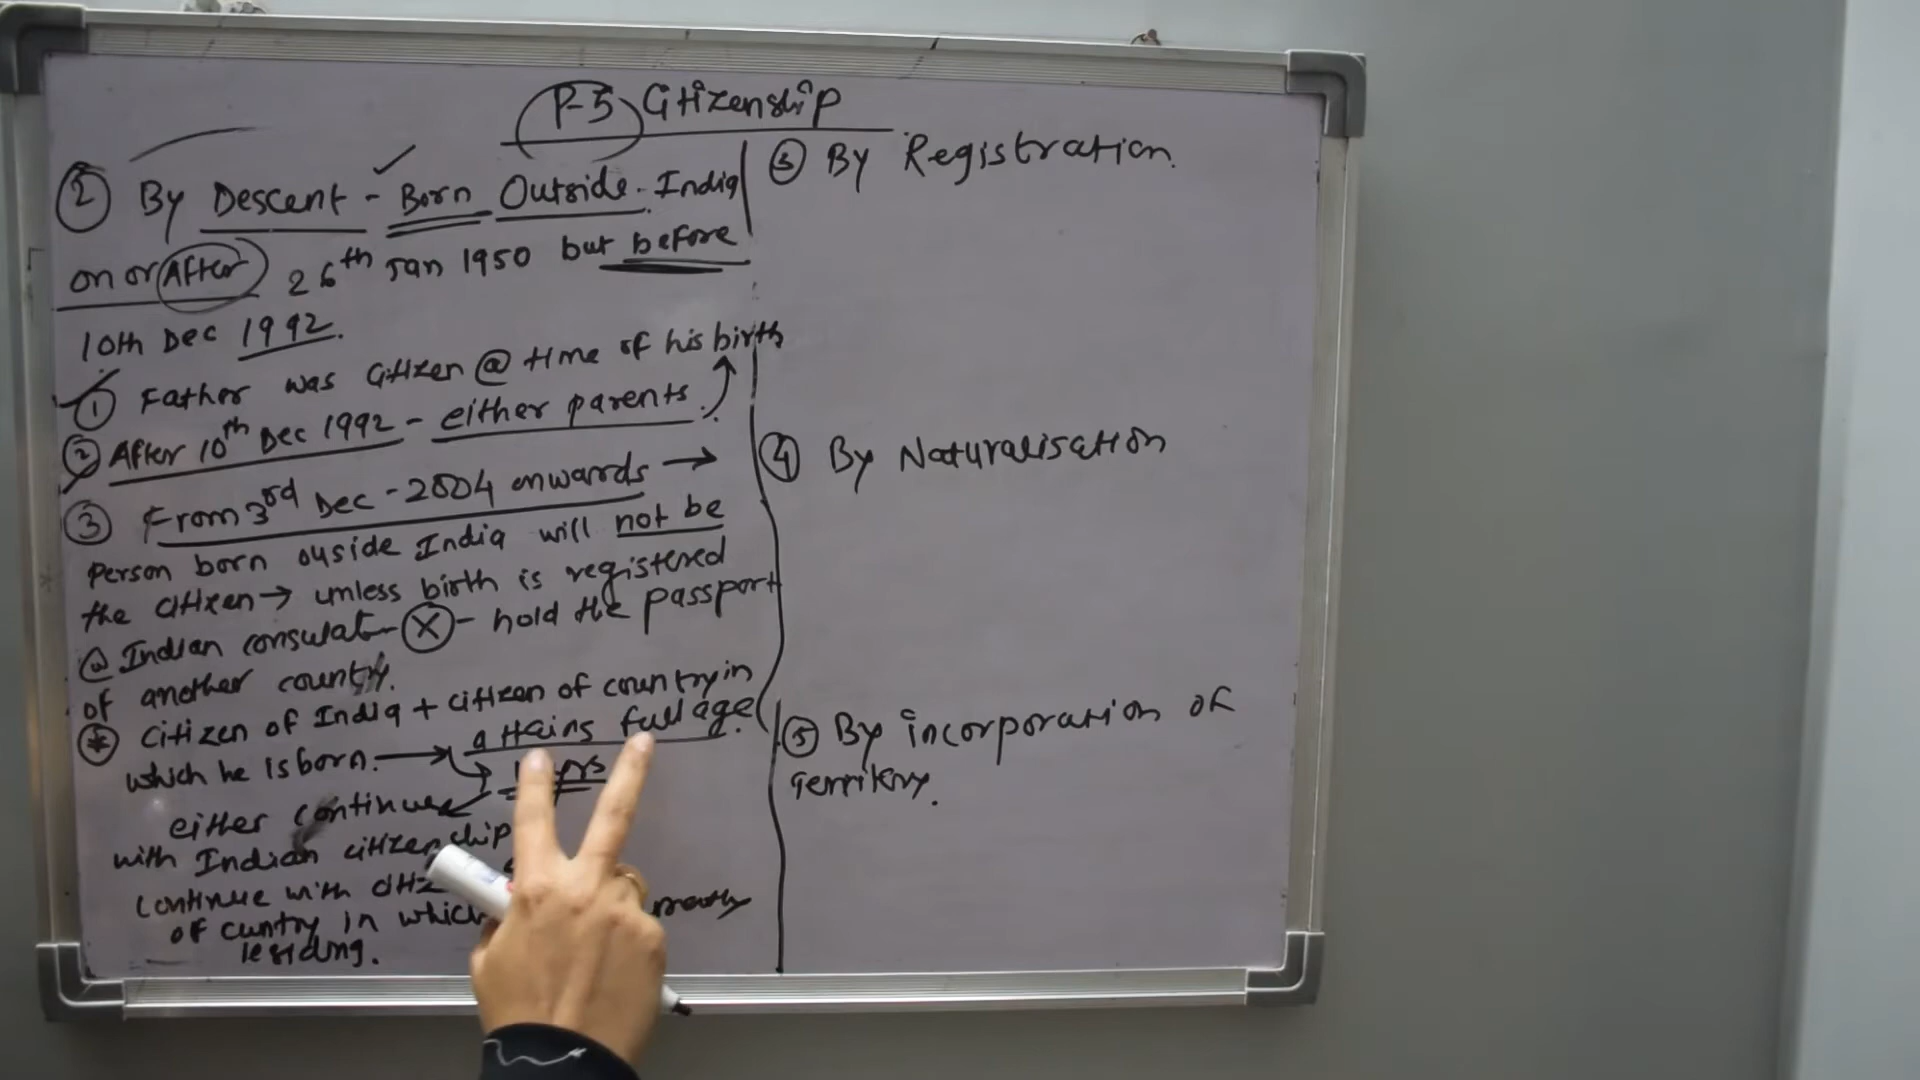 P-5 Citizenship
② By Descent - Born Outside India
on or After 26th Jan 1950 but before
10th Dec 1992.
① Father was citizen @ time of his birth
② After 10th Dec 1992 - either parents
③ From 3rd Dec - 2004 onwards →
person born ouside India will not be
the citizen → unless birth is registered
@ Indian consulat - X - hold the passport
of another country.
* citizen of India + citizen of country in
which he is born. → attains full age.
yrs
either continue
with Indian citizenship
continue with
of cuntry in which
residing.
③ By Registration.
④ By Naturalisation
⑤ By incorporation of
Territory.